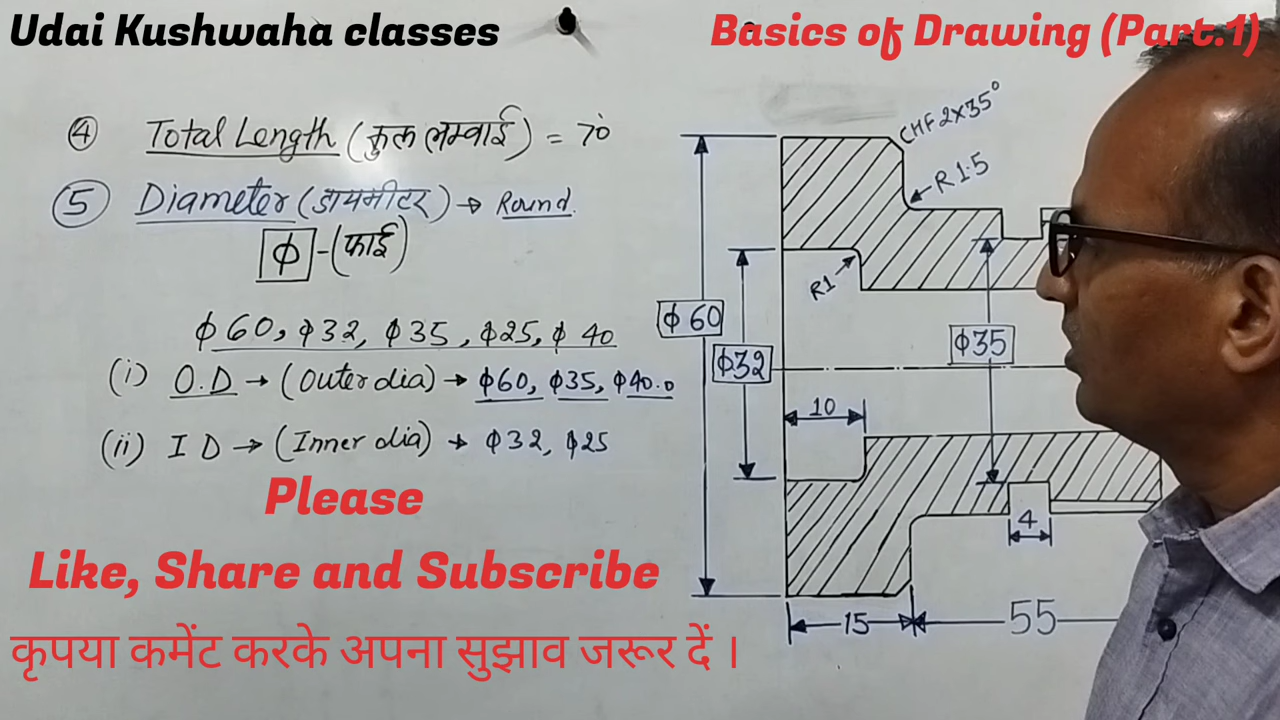 Udai Kushwaha classes
Basics of Drawing (Part.1)
④ Total Length (कुल लम्बाई) = 70
⑤ Diameter (डायमीटर) → Round.
ϕ - (फाई)
ϕ60, ϕ32, ϕ35, ϕ25, ϕ40
(i) O.D → (Outer dia) → ϕ60, ϕ35, ϕ40.0
(ii) I D → (Inner dia) → ϕ32, ϕ25
Please
Like, Share and Subscribe
कृपया कमेंट करके अपना सुझाव जरूर दें ।
CHF 2X35°
R 1.5
R1
ϕ60
ϕ32
ϕ35
10
4
15
55